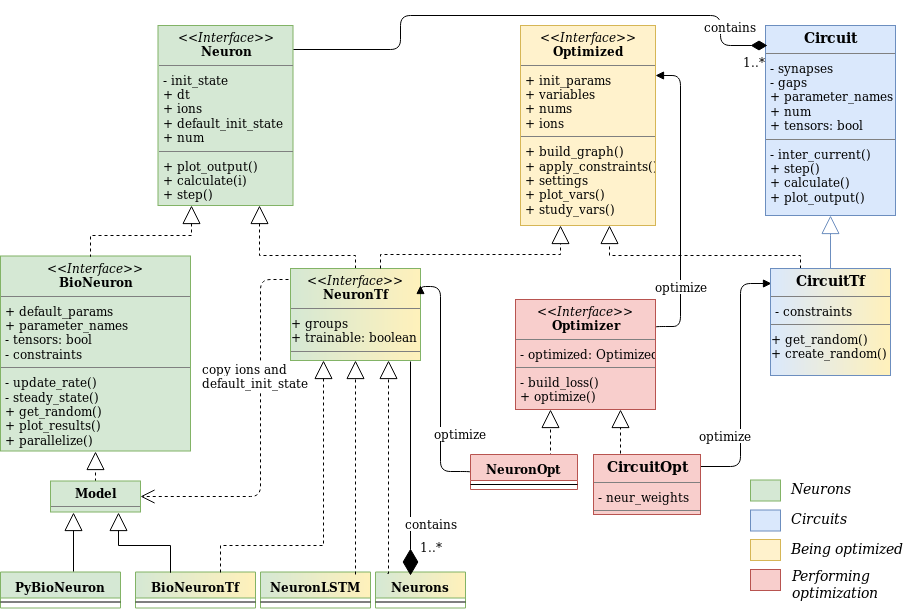 <<Interface>>
Neuron
- init_state
+ dt
+ ions
+ default_init_state
+ num
+ plot_output()
+ calculate(i)
+ step()
<<Interface>>
Optimized
+ init_params
+ variables
+ nums
+ ions
+ build_graph()
+ apply_constraints()
+ settings
+ plot_vars()
+ study_vars()
contains
1..*
Circuit
- synapses
- gaps
+ parameter_names
+ num
+ tensors: bool
- inter_current()
+ step()
+ calculate()
+ plot_output()
<<Interface>>
BioNeuron
+ default_params
+ parameter_names
- tensors: bool
- constraints
- update_rate()
- steady_state()
+ get_random()
+ plot_results()
+ parallelize()
<<Interface>>
NeuronTf
+ groups
+ trainable: boolean
copy ions and
default_init_state
optimize
<<Interface>>
Optimizer
- optimized: Optimized
- build_loss()
+ optimize()
CircuitTf
- constraints
+ get_random()
+ create_random()
optimize
optimize
NeuronOpt
CircuitOpt
- neur_weights
Model
contains
1..*
PyBioNeuron
BioNeuronTf
NeuronLSTM
Neurons
Neurons
Circuits
Being optimized
Performing
optimization